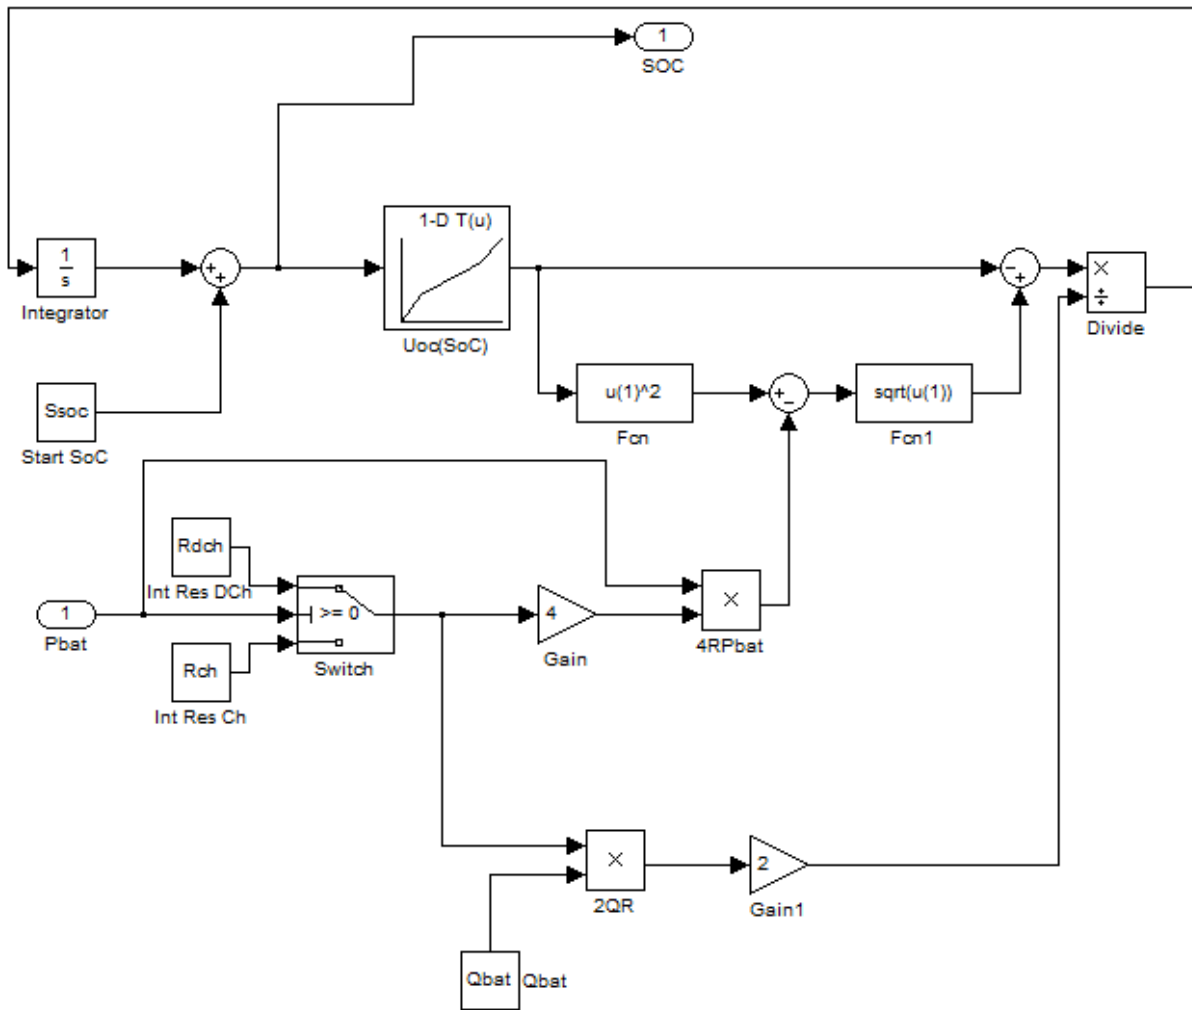 1
SOC
1-D T(u)
Uoc(SoC)
1
s
Integrator
+
+
-
+
×
÷
Divide
Ssoc
Start SoC
u(1)^2
Fcn
+
-
sqrt(u(1))
Fcn1
Rdch
Int Res DCh
1
Pbat
>= 0
Switch
Rch
Int Res Ch
4
Gain
×
4RPbat
×
2QR
2
Gain1
Qbat
Qbat